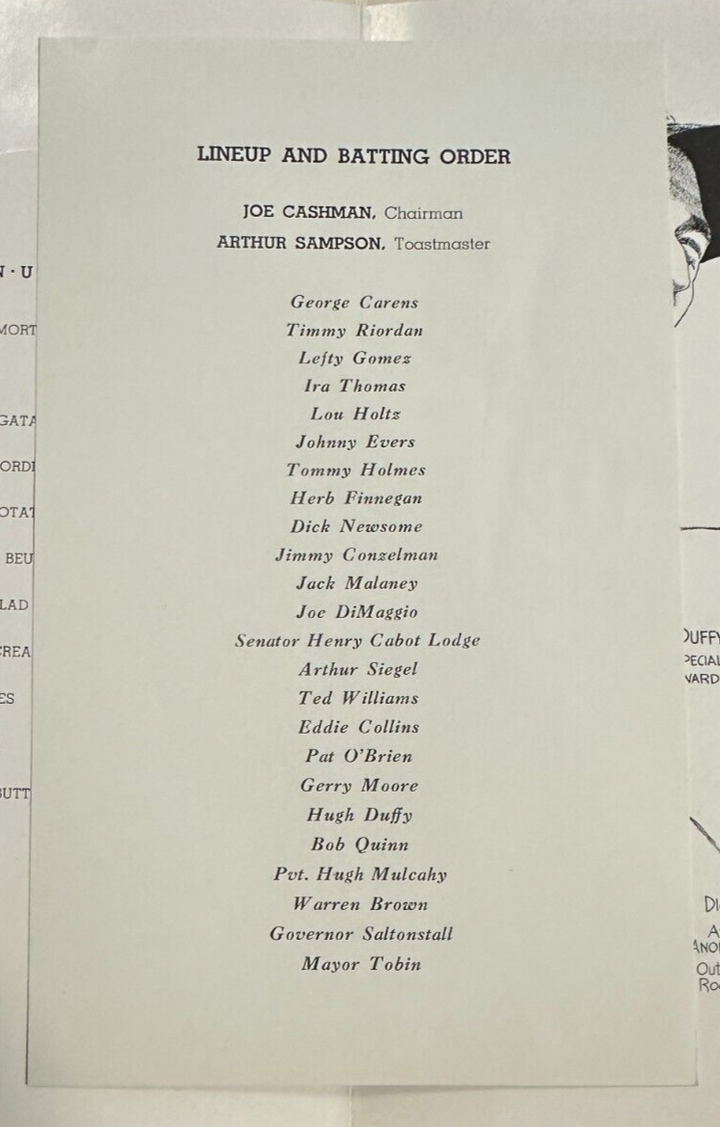 LINEUP AND BATTING ORDER
JOE CASHMAN, Chairman
ARTHUR SAMPSON, Toastmaster
George Carens
Timmy Riordan
Lefty Gomez
Ira Thomas
Lou Holtz
Johnny Evers
Tommy Holmes
Herb Finnegan
Dick Newsome
Jimmy Conzelman
Jack Malaney
Joe DiMaggio
Senator Henry Cabot Lodge
Arthur Siegel
Ted Williams
Eddie Collins
Pat O'Brien
Gerry Moore
Hugh Duffy
Bob Quinn
Pvt. Hugh Mulcahy
Warren Brown
Governor Saltonstall
Mayor Tobin